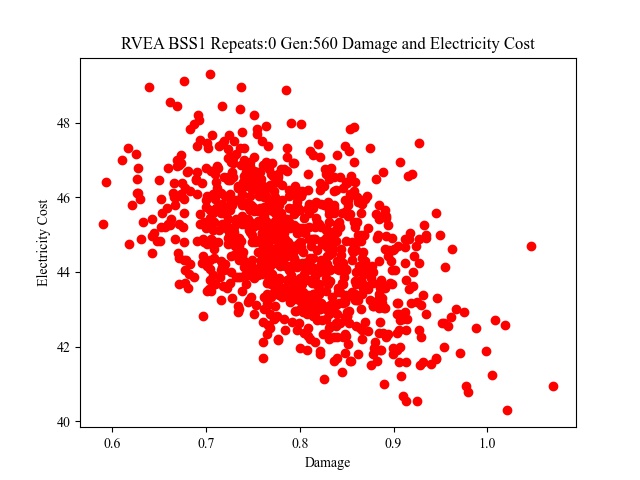 RVEA BSS1 Repeats:0 Gen:560 Damage and Electricity Cost
48
46
44
42
40
Electricity Cost
0.6 0.7 0.8 0.9 1.0
Damage